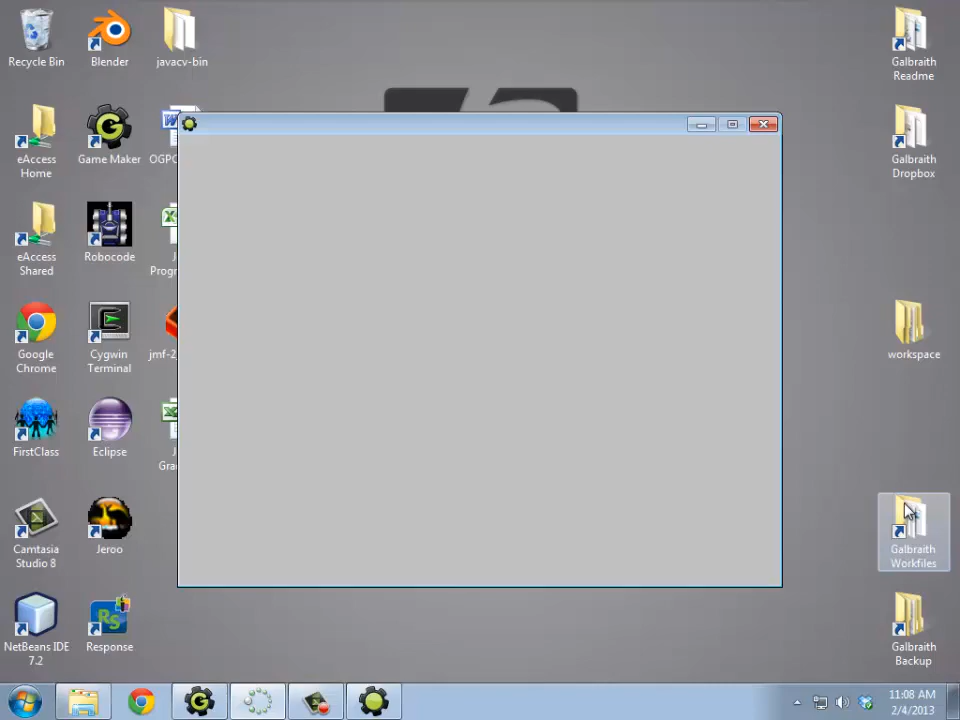 Recycle Bin
Blender
javacv-bin
Galbraith
Readme
eAccess
Home
Game Maker
OGPC
Galbraith
Dropbox
eAccess
Shared
Robocode
J
Progr
Google
Chrome
Cygwin
Terminal
jmf-2
workspace
FirstClass
Eclipse
J
Gra
Camtasia
Studio 8
Jeroo
Galbraith
Workfiles
NetBeans IDE
7.2
Response
Galbraith
Backup
11:08 AM
2/4/2013